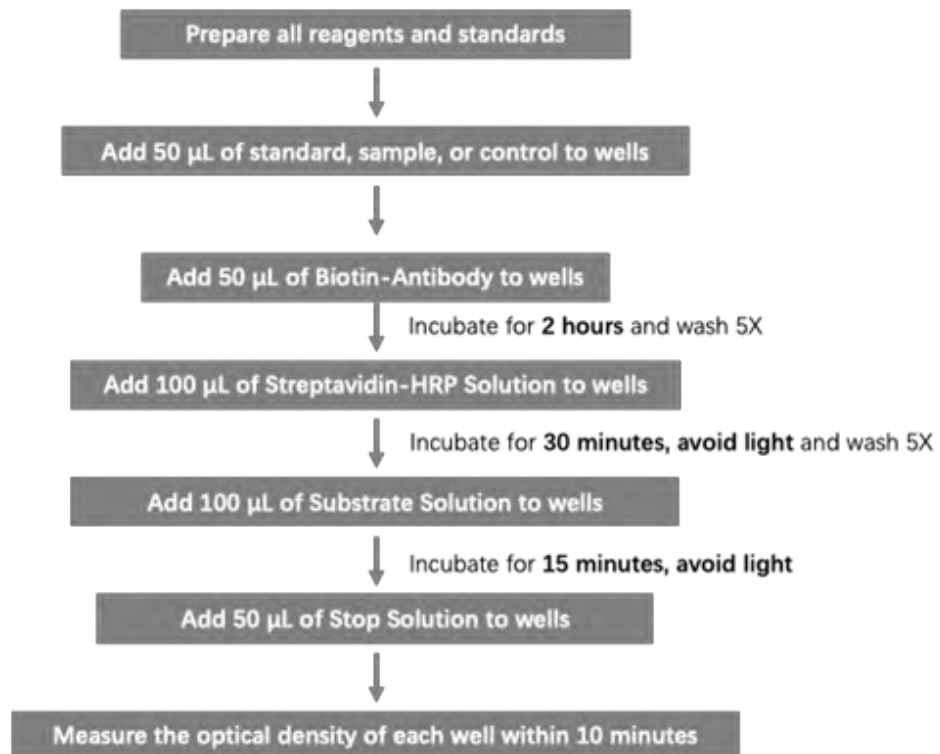 Prepare all reagents and standards
Add 50 µL of standard, sample, or control to wells
Add 50 µL of Biotin-Antibody to wells
Incubate for 2 hours and wash 5X
Add 100 µL of Streptavidin-HRP Solution to wells
Incubate for 30 minutes, avoid light and wash 5X
Add 100 µL of Substrate Solution to wells
Incubate for 15 minutes, avoid light
Add 50 µL of Stop Solution to wells
Measure the optical density of each well within 10 minutes